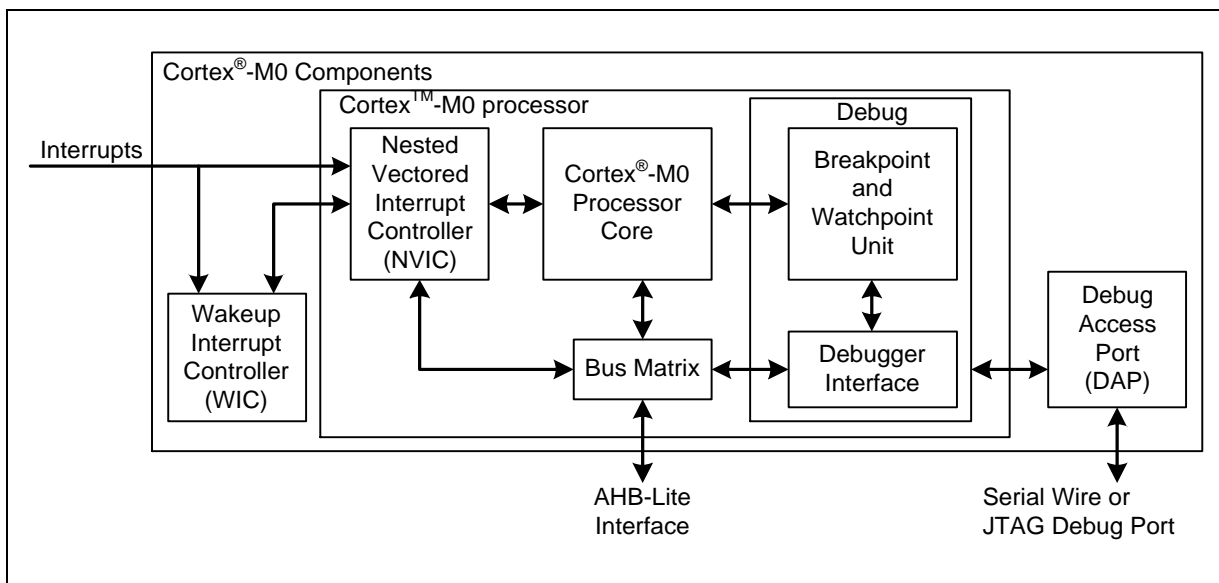 Cortex®-M0 Components
Cortex™-M0 processor
Debug
Interrupts
Nested
Vectored
Interrupt
Controller
(NVIC)
Cortex®-M0
Processor
Core
Breakpoint
and
Watchpoint
Unit
Wakeup
Interrupt
Controller
(WIC)
Bus Matrix
Debugger
Interface
Debug
Access
Port
(DAP)
AHB-Lite
Interface
Serial Wire or
JTAG Debug Port